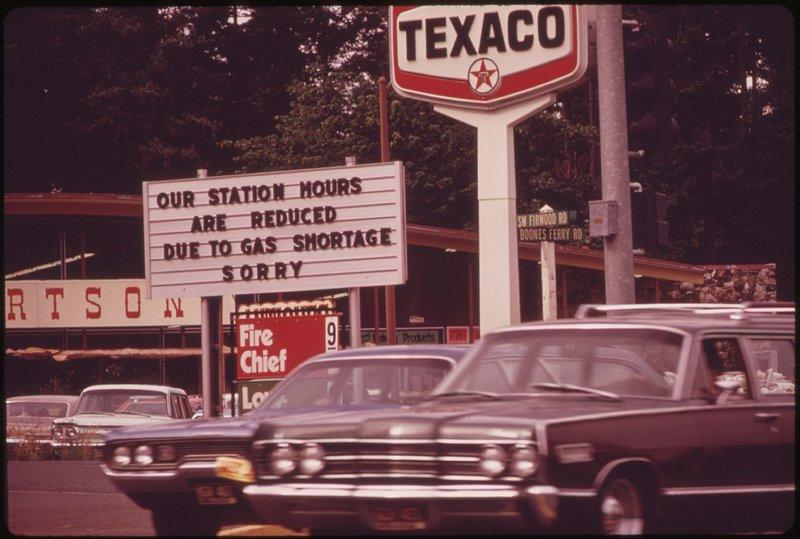 TEXACO
T
OUR STATION HOURS
ARE REDUCED
DUE TO GAS SHORTAGE
SORRY
SW FIRWOOD RD
BOONES FERRY RD
RTSON
Fire
Chief
9
Products
Lo